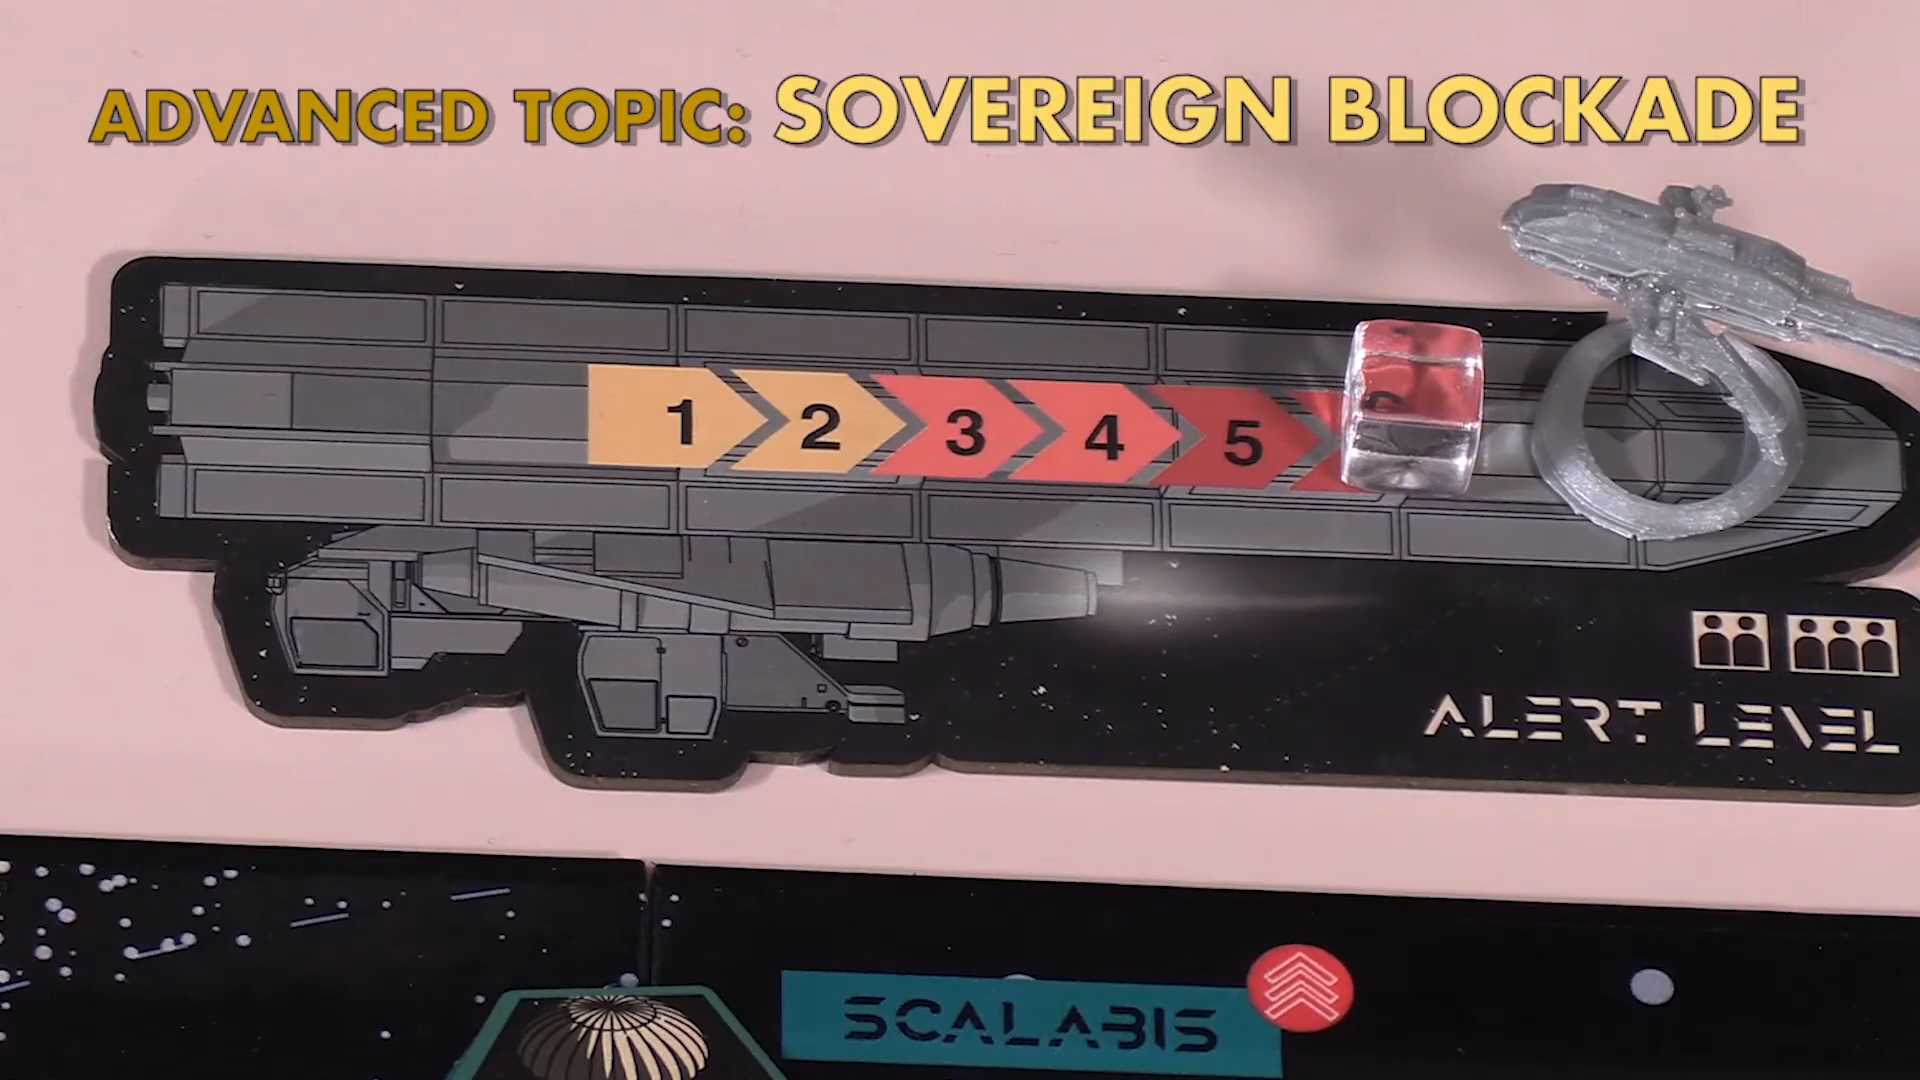 ADVANCED TOPIC: SOVEREIGN BLOCKADE
1 2 3 4 5
ALERT LEVEL
SCALABIS